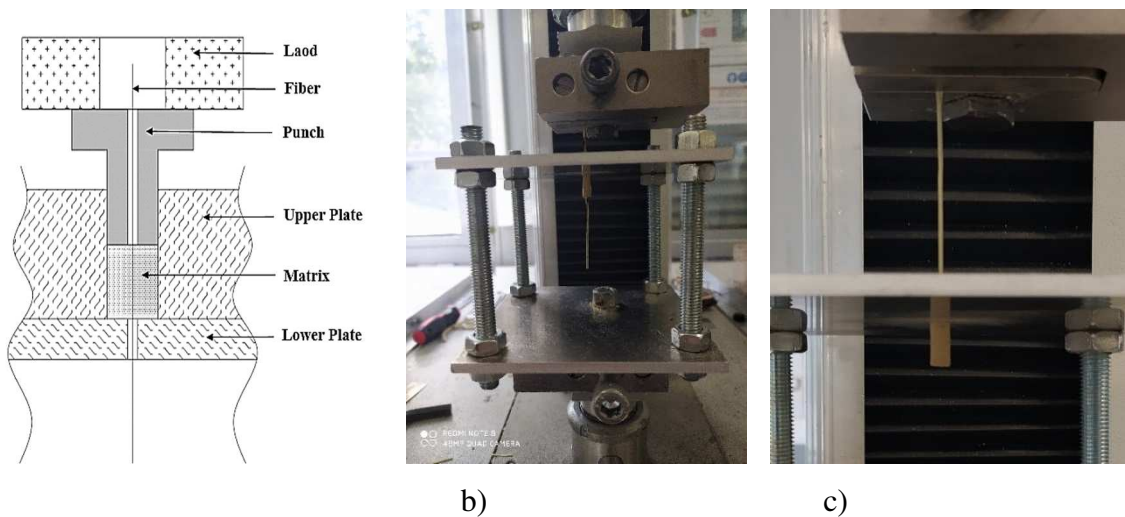 Laod
Fiber
Punch
Upper Plate
Matrix
Lower Plate
REDMI NOTE 8
48MP QUAD CAMERA
b)
c)